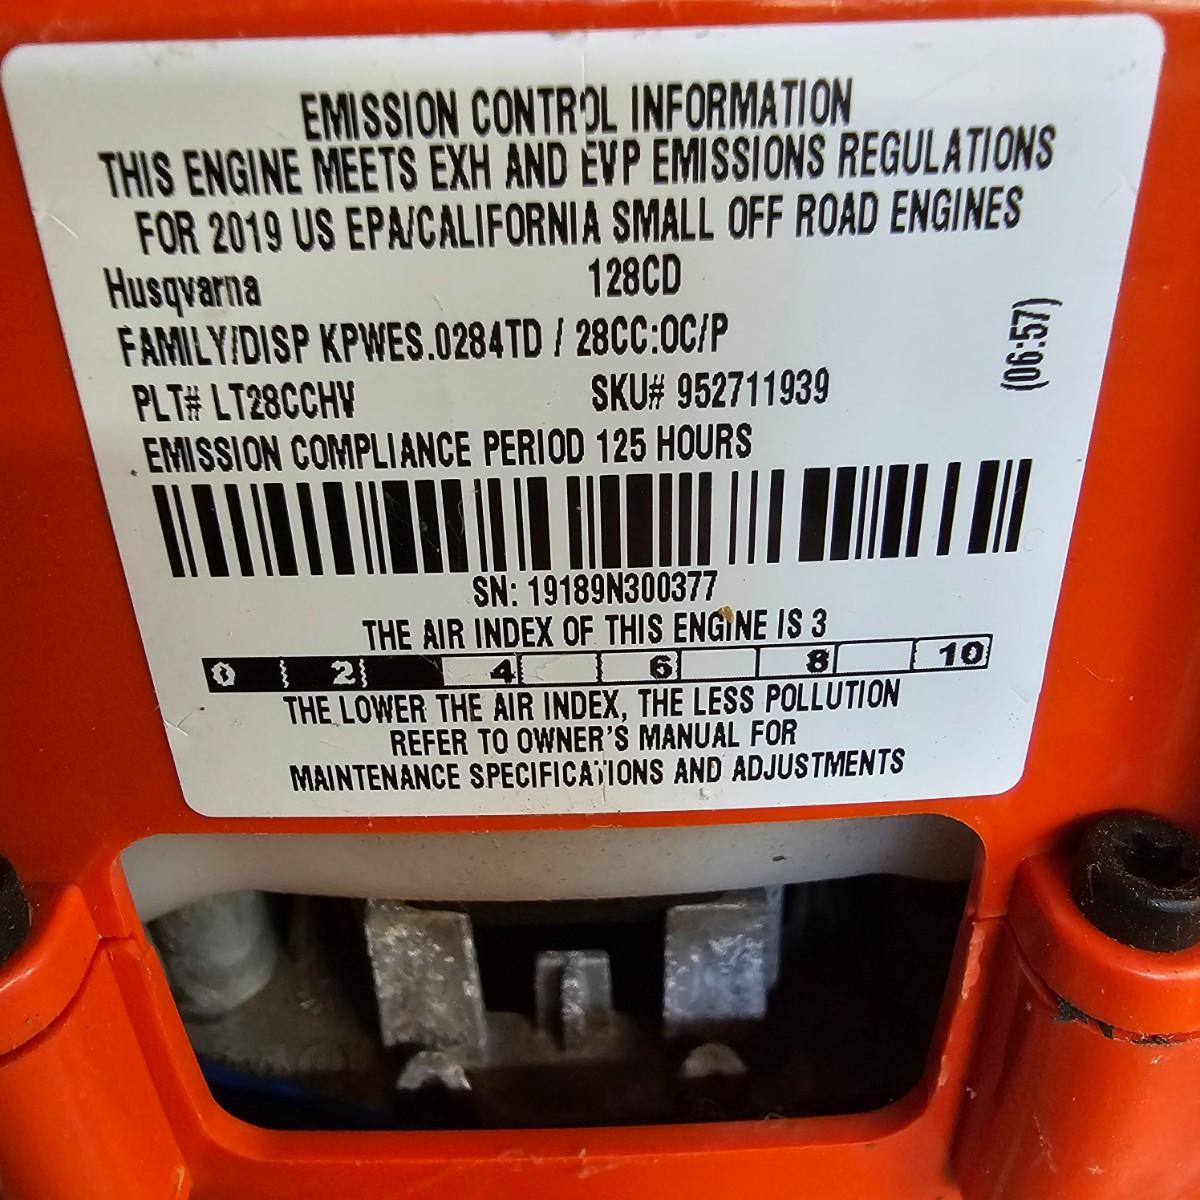 EMISSION CONTROL INFORMATION
THIS ENGINE MEETS EXH AND EVP EMISSIONS REGULATIONS
FOR 2019 US EPA/CALIFORNIA SMALL OFF ROAD ENGINES
Husqvarna 128CD
FAMILY/DISP KPWES.0284TD / 28CC:OC/P
(06:57)
PLT# LT28CCHV SKU# 952711939
EMISSION COMPLIANCE PERIOD 125 HOURS
SN: 19189N300377
THE AIR INDEX OF THIS ENGINE IS 3
0 2 4 6 8 10
THE LOWER THE AIR INDEX, THE LESS POLLUTION
REFER TO OWNER'S MANUAL FOR
MAINTENANCE SPECIFICATIONS AND ADJUSTMENTS